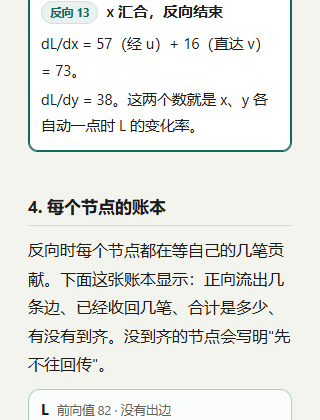 反向 13 x 汇合，反向结束
dL/dx = 57（经 u）+ 16（直达 v）
= 73。
dL/dy = 38。这两个数就是 x、y 各
自动一点时 L 的变化率。
4. 每个节点的账本
反向时每个节点都在等自己的几笔贡
献。下面这张账本显示：正向流出几
条边、已经收回几笔、合计是多少、
有没有到齐。没到齐的节点会写明"先
不往回传"。
L 前向值 82 · 没有出边